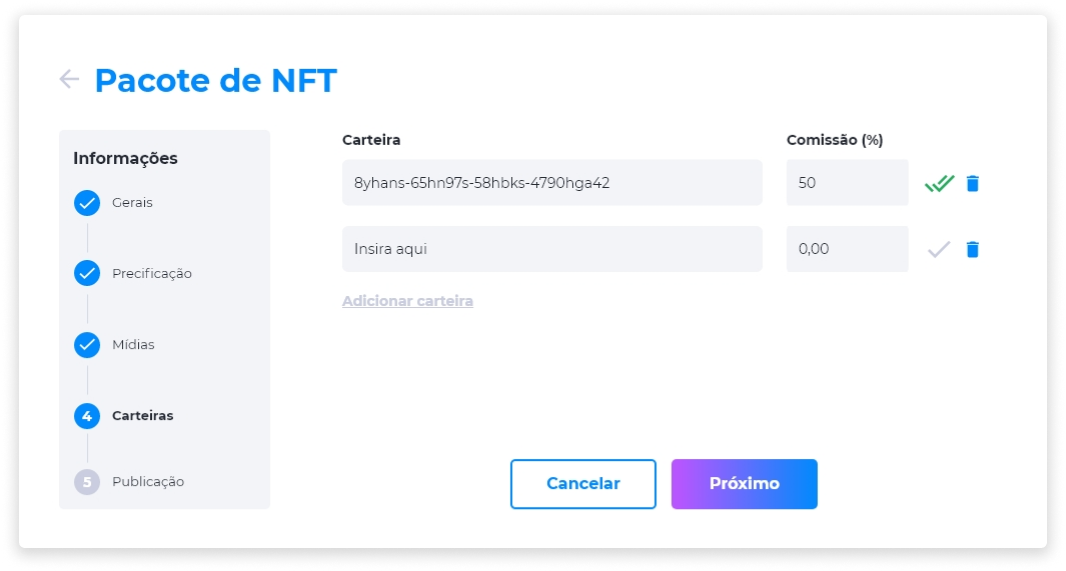 Pacote de NFT
Informações
Gerais
Precificação
Mídias
4 Carteiras
5 Publicação
Carteira Comissão (%)
8yhans-65hn97s-58hbks-4790hga42 50
Insira aqui 0,00
Adicionar carteira
Cancelar Próximo